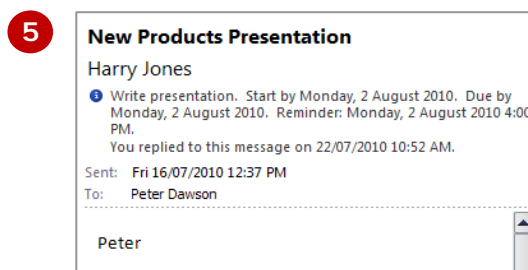 5
New Products Presentation
Harry Jones
Write presentation. Start by Monday, 2 August 2010. Due by
Monday, 2 August 2010. Reminder: Monday, 2 August 2010 4:00
PM.
You replied to this message on 22/07/2010 10:52 AM.
Sent: Fri 16/07/2010 12:37 PM
To: Peter Dawson
Peter